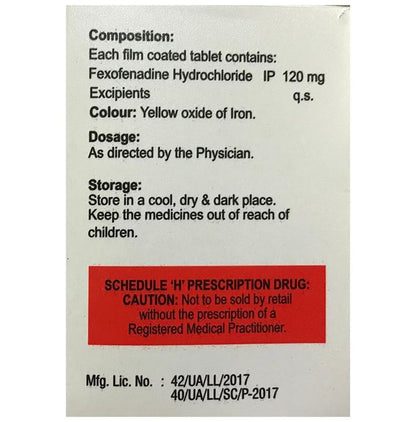 Composition:
Each film coated tablet contains:
Fexofenadine Hydrochloride IP 120 mg
Excipients q.s.
Colour: Yellow oxide of Iron.
Dosage:
As directed by the Physician.
Storage:
Store in a cool, dry & dark place.
Keep the medicines out of reach of
children.
SCHEDULE 'H' PRESCRIPTION DRUG:
CAUTION: Not to be sold by retail
without the prescription of a
Registered Medical Practitioner.
Mfg. Lic. No. : 42/UA/LL/2017
40/UA/LL/SC/P-2017